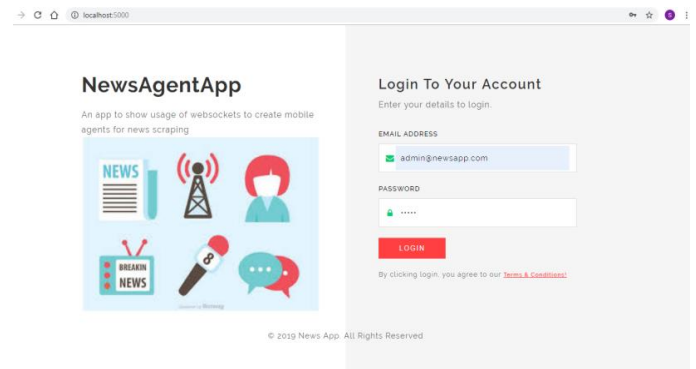 localhost:5000
S
NewsAgentApp
An app to show usage of websockets to create mobile
agents for news scraping
NEWS
8
BREAKIN
NEWS
Login To Your Account
Enter your details to login.
EMAIL ADDRESS
admin@newsapp.com
PASSWORD
•••••
LOGIN
By clicking login, you agree to our Terms & Conditions!
© 2019 News App. All Rights Reserved